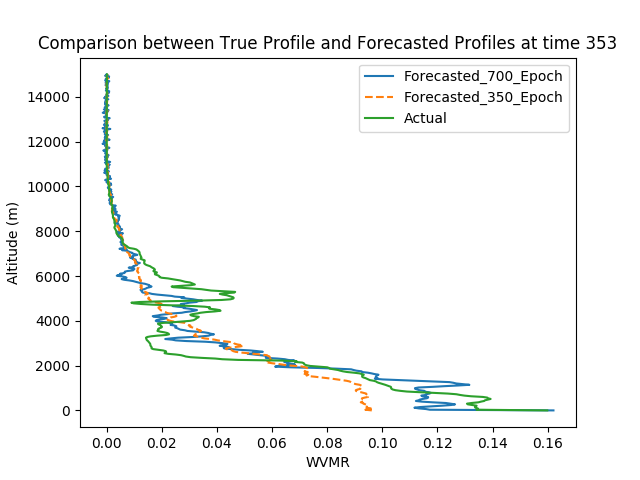 Comparison between True Profile and Forecasted Profiles at time 353
Forecasted_700_Epoch
Forecasted_350_Epoch
Actual
Altitude (m)
14000
12000
10000
8000
6000
4000
2000
0
0.00 0.02 0.04 0.06 0.08 0.10 0.12 0.14 0.16
WVMR